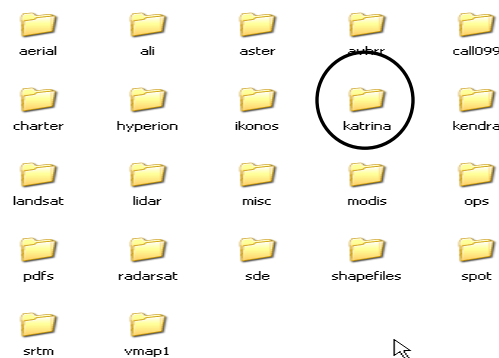 aerial ali aster avhrr call099
charter hyperion ikonos katrina kendra
landsat lidar misc modis ops
pdfs radarsat sde shapefiles spot
srtm vmap1